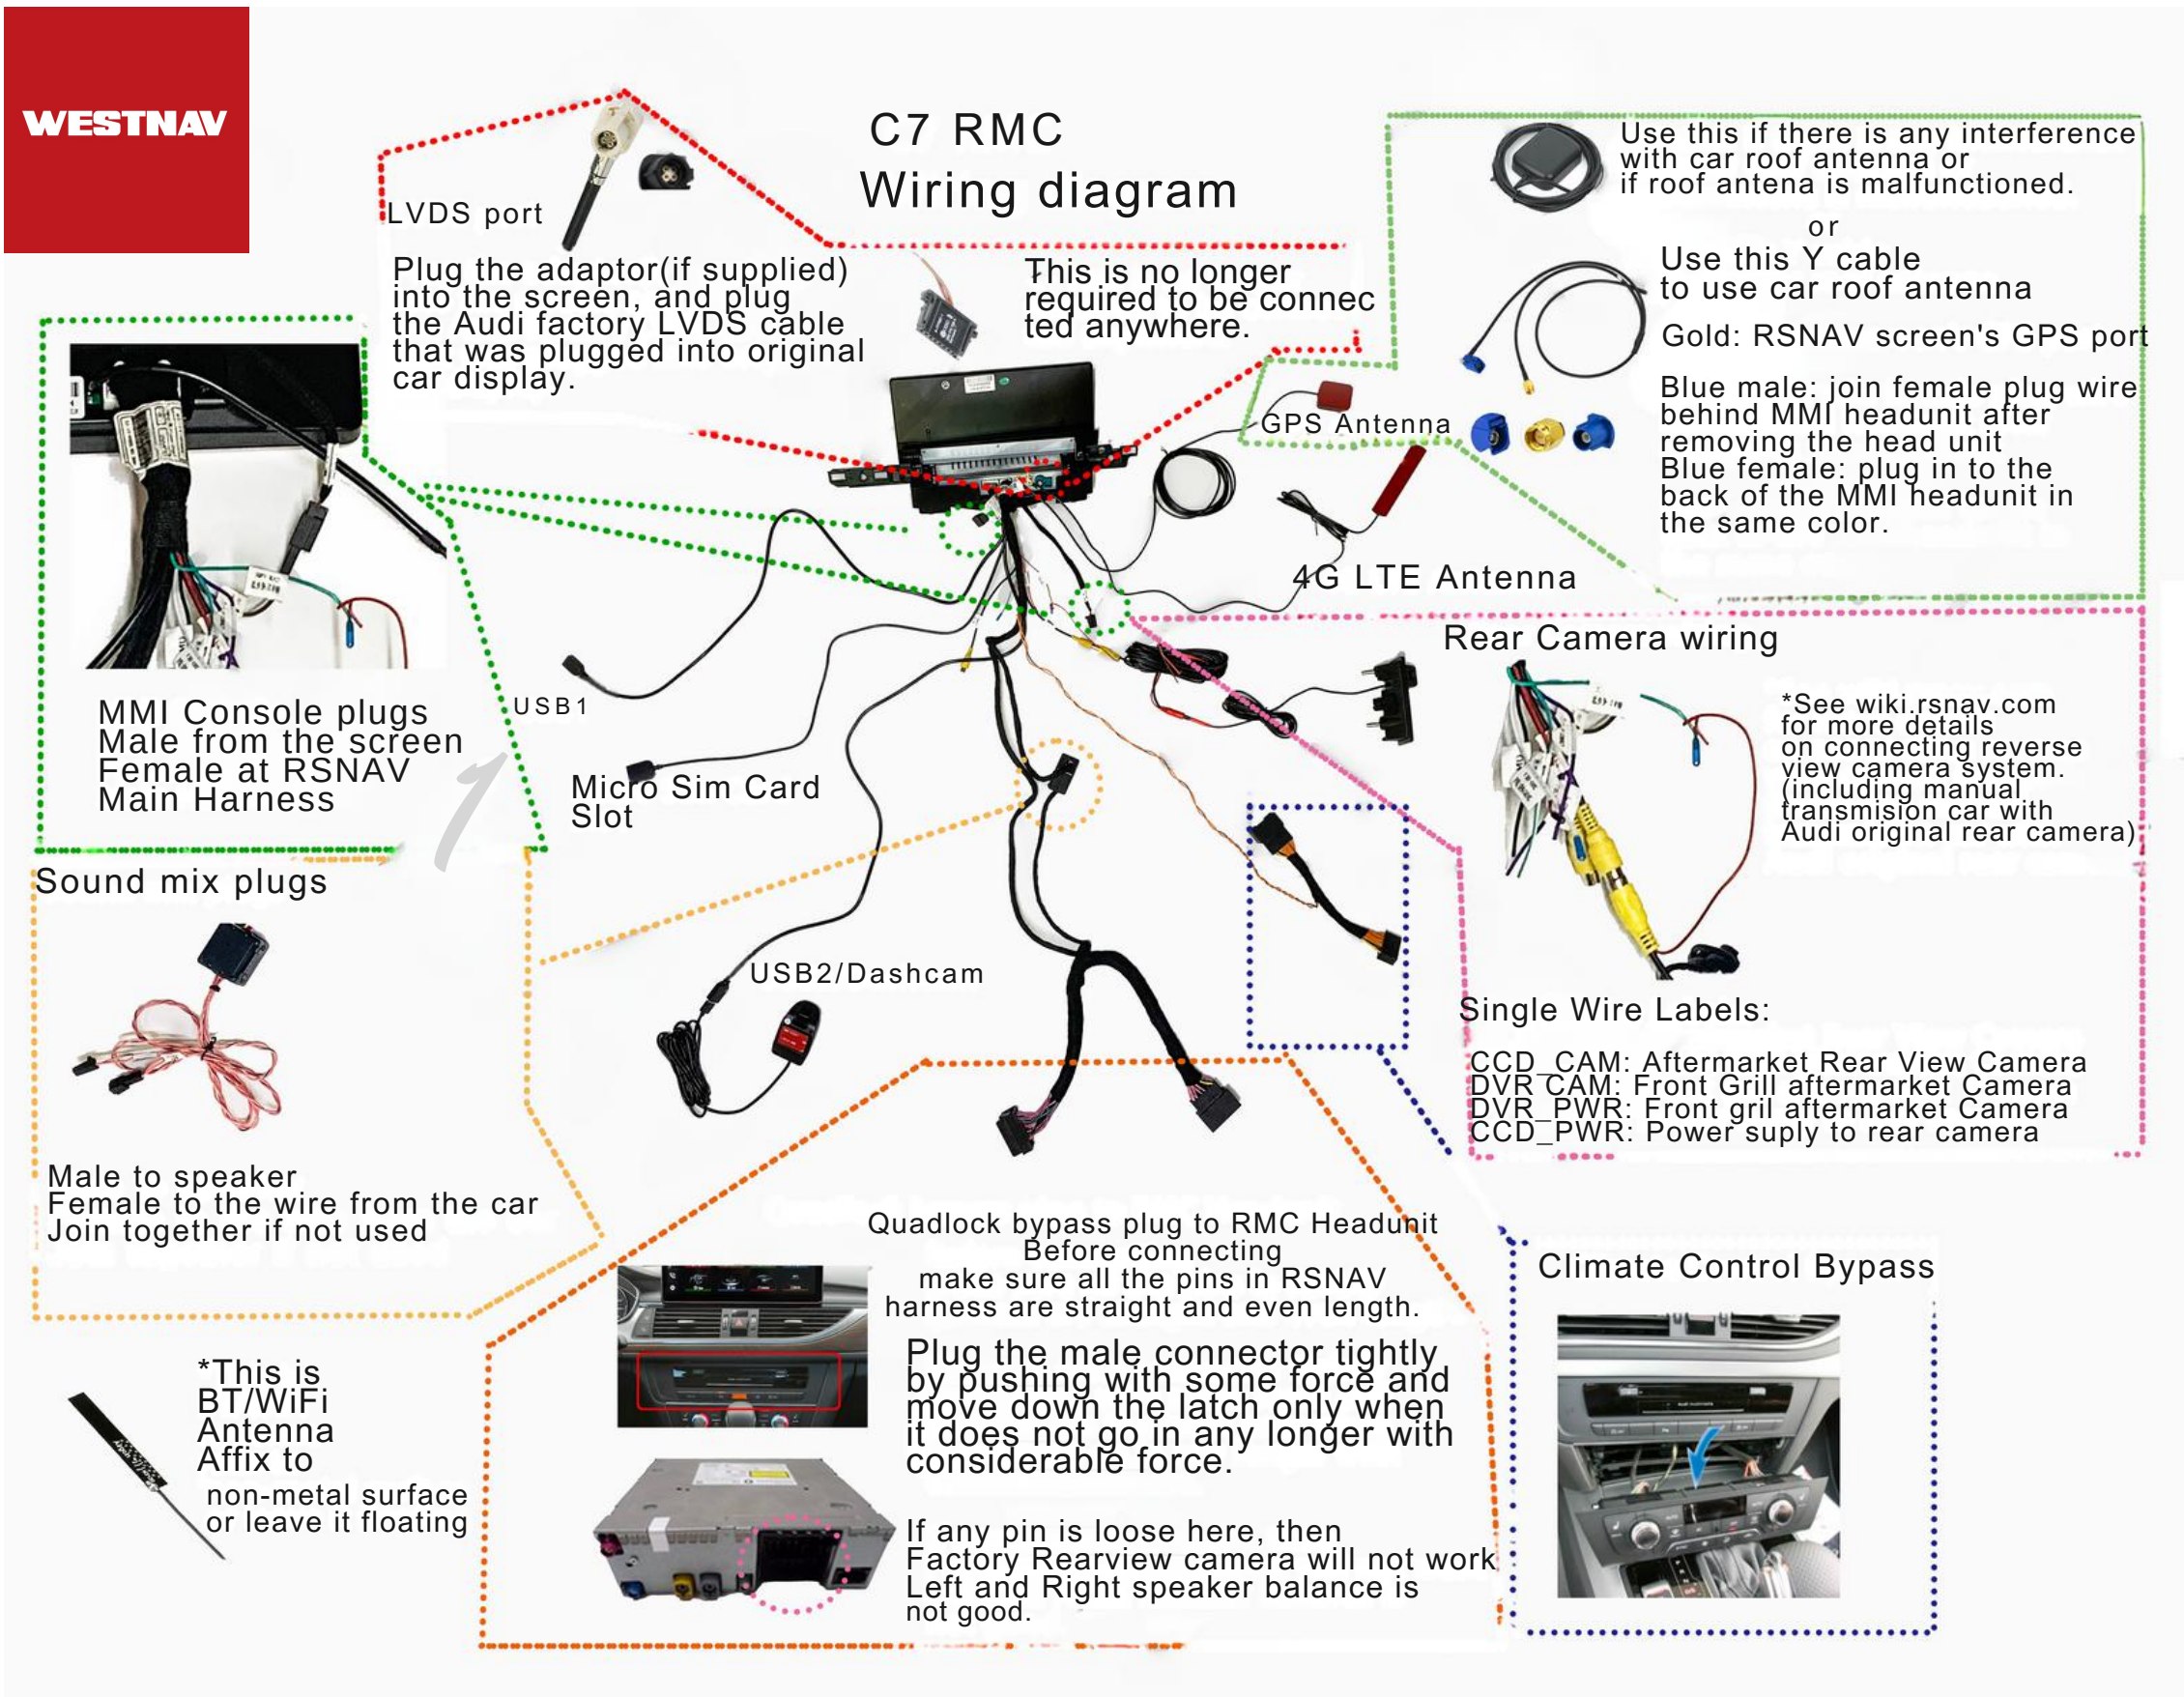 WESTNAV
C7 RMC
Wiring diagram
LVDS port
Plug the adaptor(if supplied)
into the screen, and plug
the Audi factory LVDS cable
that was plugged into original
car display.
This is no longer
required to be connec
ted anywhere.
Use this if there is any interference
with car roof antenna or
if roof antena is malfunctioned.
or
Use this Y cable
to use car roof antenna
Gold: RSNAV screen's GPS port
Blue male: join female plug wire
behind MMI headunit after
removing the head unit
Blue female: plug in to the
back of the MMI headunit in
the same color.
GPS Antenna
4G LTE Antenna
MMI Console plugs
Male from the screen
Female at RSNAV
Main Harness
USB1
Micro Sim Card
Slot
Rear Camera wiring
*See wiki.rsnav.com
for more details
on connecting reverse
view camera system.
(including manual
transmision car with
Audi original rear camera)
Sound mix plugs
Male to speaker
Female to the wire from the car
Join together if not used
USB2/Dashcam
Single Wire Labels:
CCD_CAM: Aftermarket Rear View Camera
DVR CAM: Front Grill aftermarket Camera
DVR_PWR: Front gril aftermarket Camera
CCD_PWR: Power suply to rear camera
Quadlock bypass plug to RMC Headunit
Before connecting
make sure all the pins in RSNAV
harness are straight and even length.
Plug the male connector tightly
by pushing with some force and
move down the latch only when
it does not go in any longer with
considerable force.
If any pin is loose here, then
Factory Rearview camera will not work
Left and Right speaker balance is
not good.
Climate Control Bypass
*This is
BT/WiFi
Antenna
Affix to
non-metal surface
or leave it floating